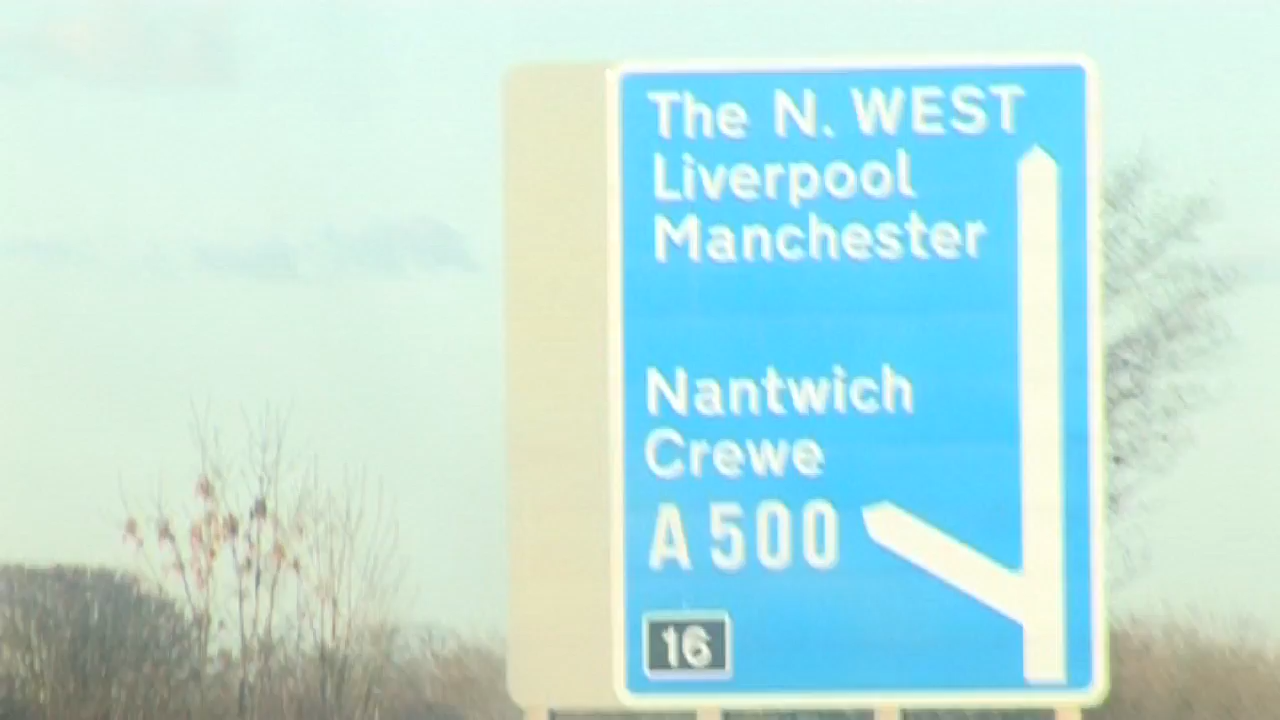 The N. WEST
Liverpool
Manchester
Nantwich
Crewe
A 500
16